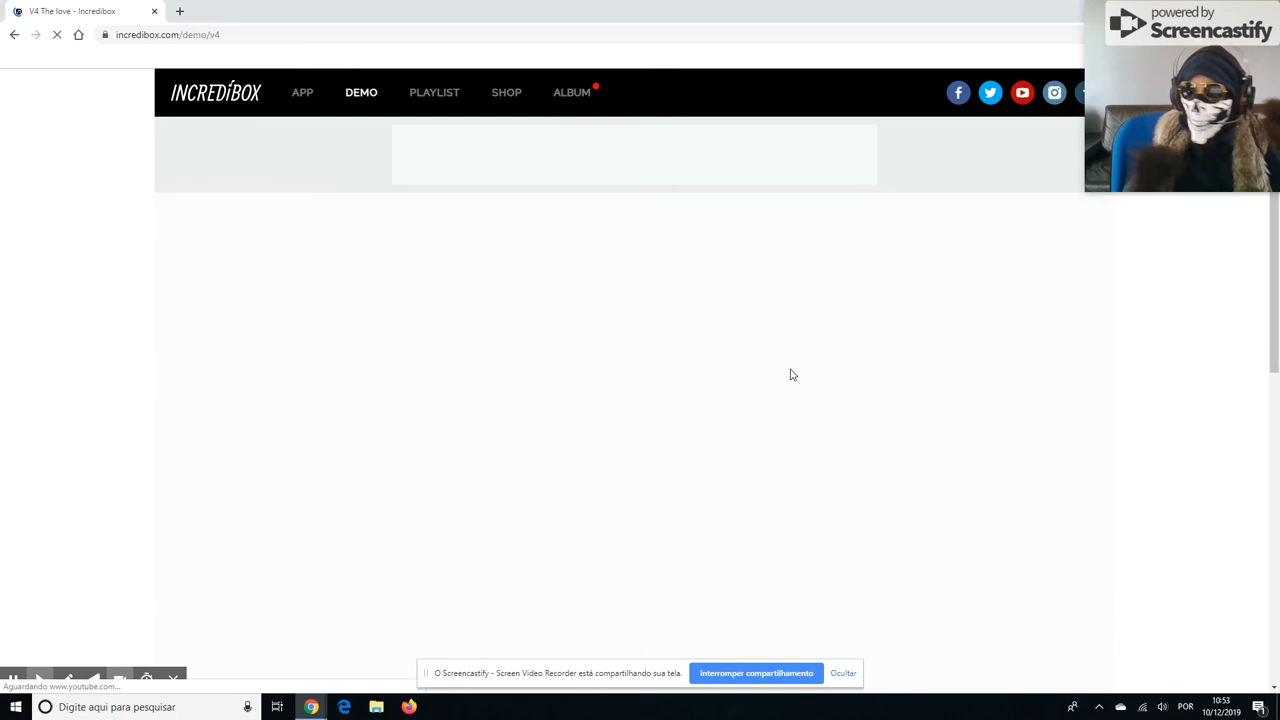 V4 The love - Incredibox
incredibox.com/demo/v4
powered by
Screencastify
INCREDÍBOX
APP
DEMO
PLAYLIST
SHOP
ALBUM
O Screencastify - Screen Video Recorder está compartilhando sua tela.
Interromper compartilhamento
Ocultar
Aguardando www.youtube.com...
Digite aqui para pesquisar
POR
10:53
10/12/2019
1